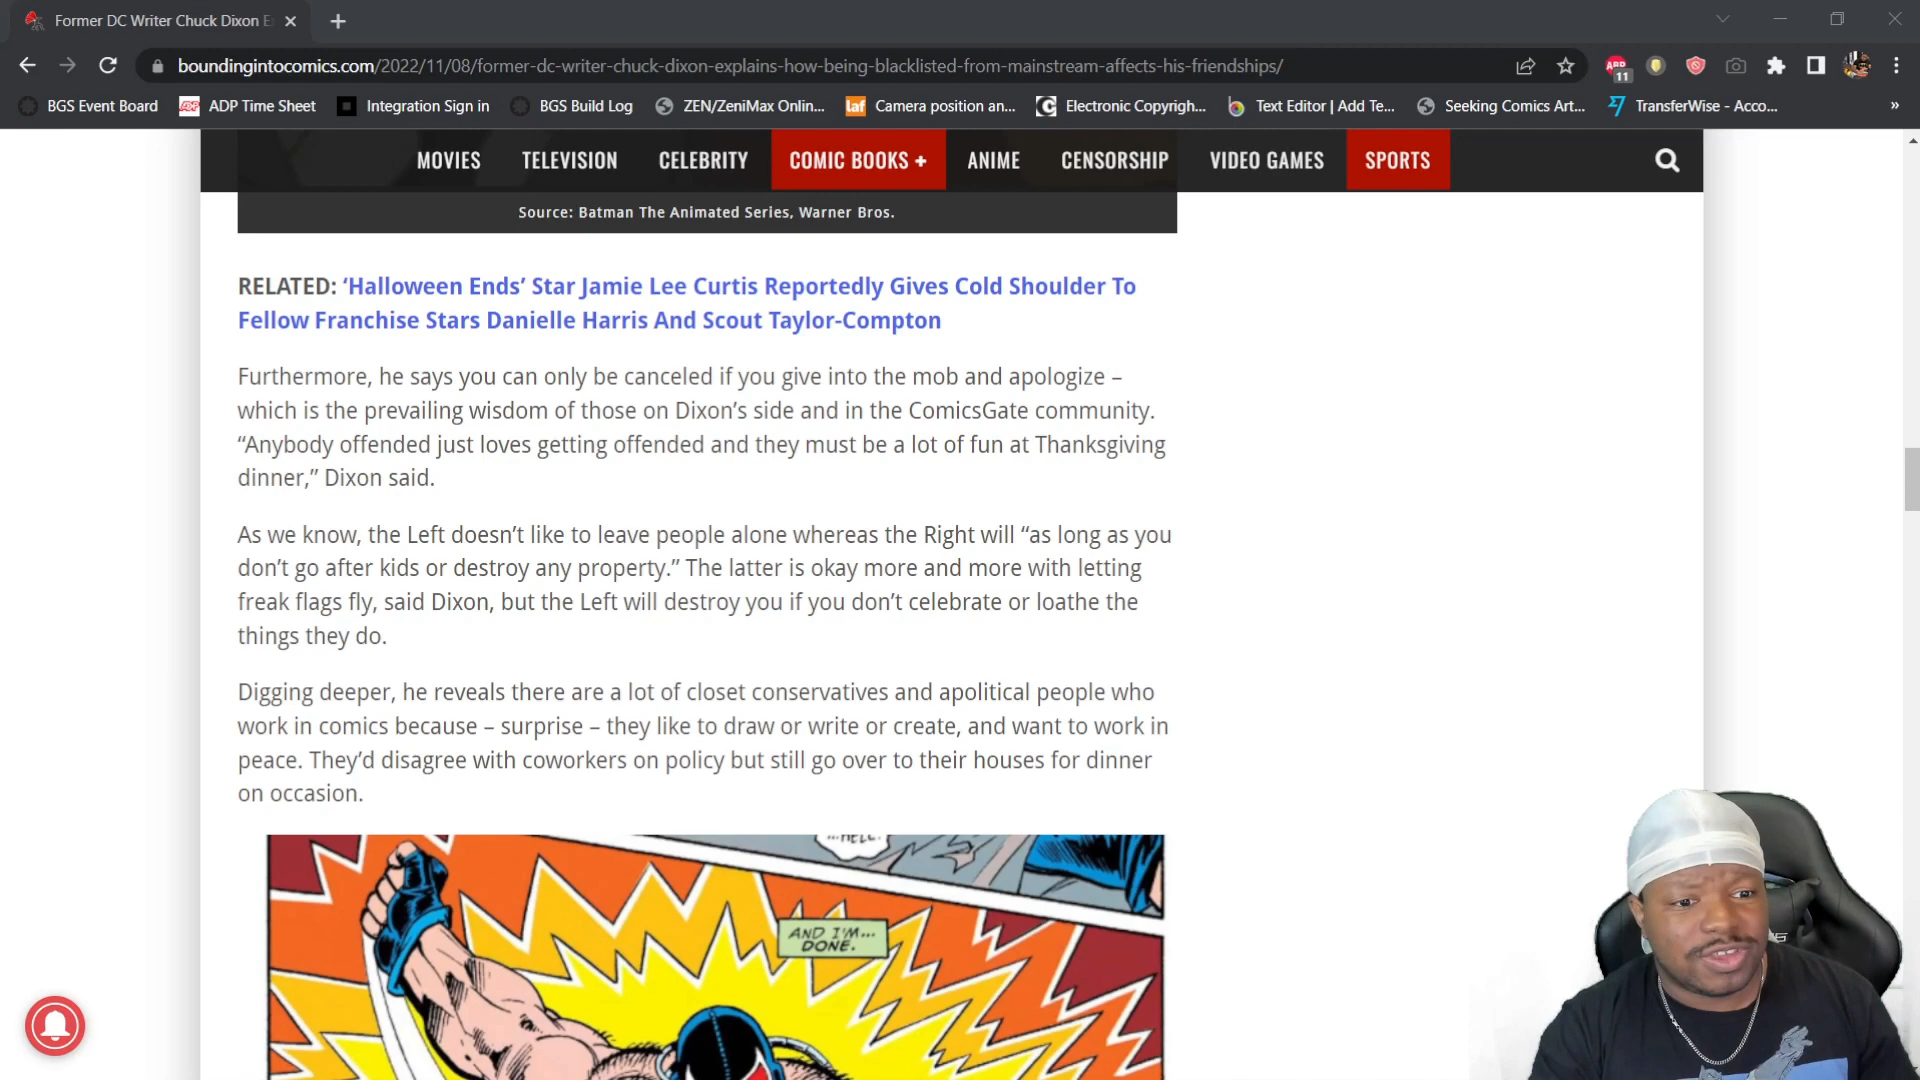 Former DC Writer Chuck Dixon E
boundingintocomics.com/2022/11/08/former-dc-writer-chuck-dixon-explains-how-being-blacklisted-from-mainstream-affects-his-friendships/
ABP
11
BGS Event Board
ADP Time Sheet
Integration Sign in
BGS Build Log
ZEN/ZeniMax Onlin...
laf Camera position an...
Electronic Copyrigh...
Text Editor | Add Te...
Seeking Comics Art...
TransferWise - Acco...
»
MOVIES TELEVISION CELEBRITY COMIC BOOKS + ANIME CENSORSHIP VIDEO GAMES SPORTS
Source: Batman The Animated Series, Warner Bros.
RELATED: ‘Halloween Ends’ Star Jamie Lee Curtis Reportedly Gives Cold Shoulder To
Fellow Franchise Stars Danielle Harris And Scout Taylor-Compton
Furthermore, he says you can only be canceled if you give into the mob and apologize –
which is the prevailing wisdom of those on Dixon’s side and in the ComicsGate community.
“Anybody offended just loves getting offended and they must be a lot of fun at Thanksgiving
dinner,” Dixon said.
As we know, the Left doesn’t like to leave people alone whereas the Right will “as long as you
don’t go after kids or destroy any property.” The latter is okay more and more with letting
freak flags fly, said Dixon, but the Left will destroy you if you don’t celebrate or loathe the
things they do.
Digging deeper, he reveals there are a lot of closet conservatives and apolitical people who
work in comics because – surprise – they like to draw or write or create, and want to work in
peace. They’d disagree with coworkers on policy but still go over to their houses for dinner
on occasion.
...HELL.
AND I'M...
DONE.